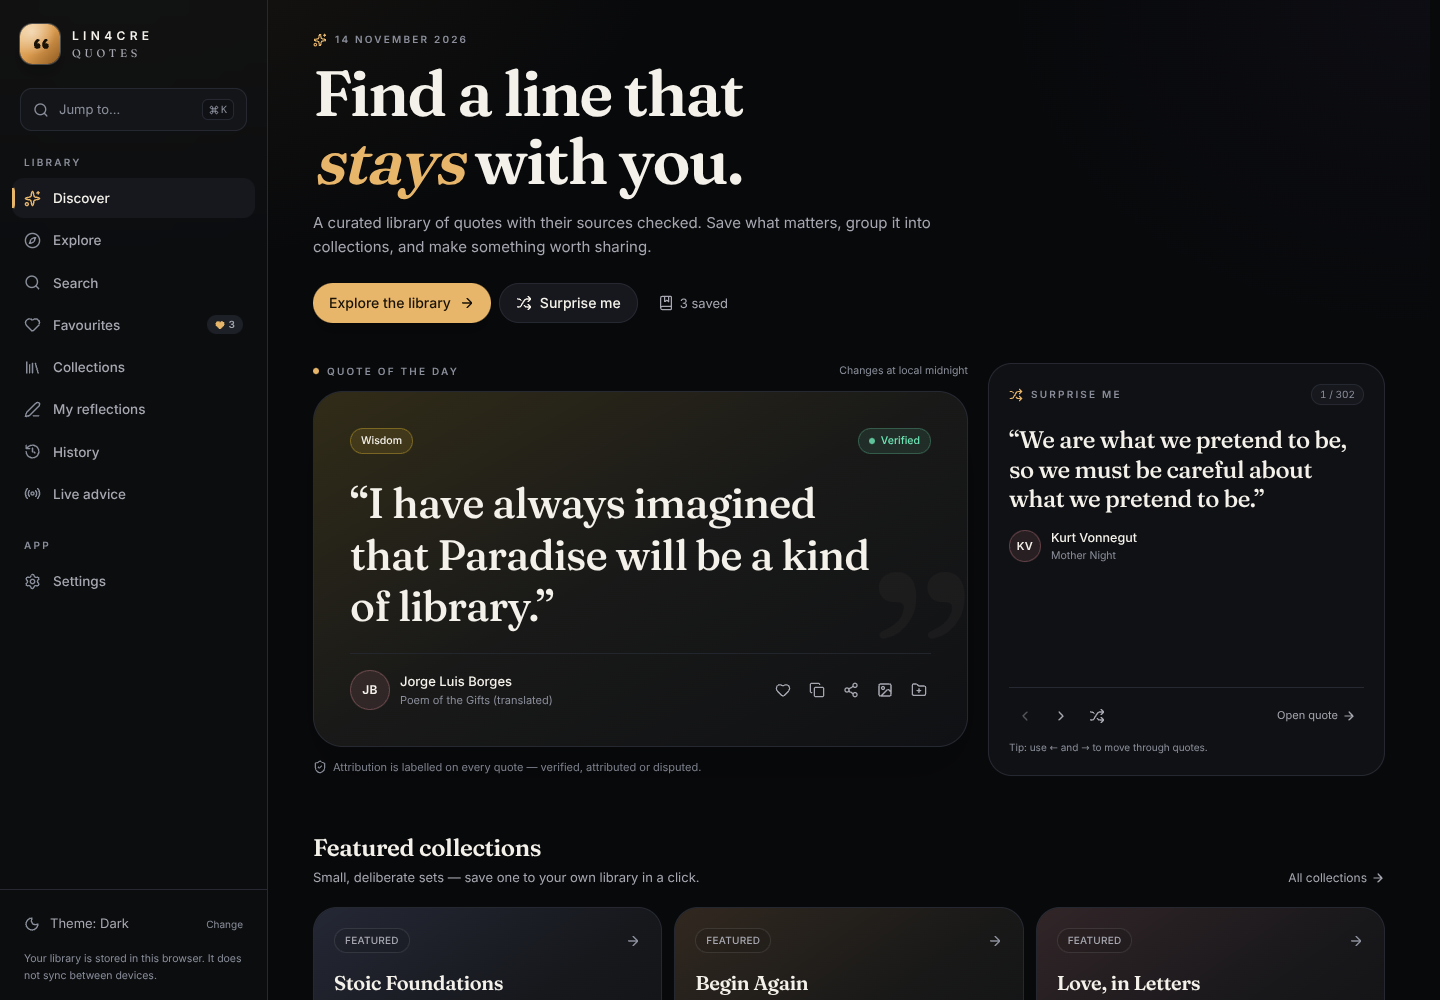 LIN4CRE
QUOTES
Jump to...
⌘K
LIBRARY
Discover
Explore
Search
Favourites
3
Collections
My reflections
History
Live advice
APP
Settings
Theme: Dark
Change
Your library is stored in this browser. It does
not sync between devices.
14 NOVEMBER 2026
Find a line that
stays with you.
A curated library of quotes with their sources checked. Save what matters, group it into
collections, and make something worth sharing.
Explore the library →
Surprise me
3 saved
QUOTE OF THE DAY
Changes at local midnight
Wisdom
Verified
“I have always imagined
that Paradise will be a kind
of library.”
JB
Jorge Luis Borges
Poem of the Gifts (translated)
Attribution is labelled on every quote — verified, attributed or disputed.
SURPRISE ME
1 / 302
“We are what we pretend to be,
so we must be careful about
what we pretend to be.”
KV
Kurt Vonnegut
Mother Night
Open quote →
Tip: use ← and → to move through quotes.
Featured collections
Small, deliberate sets — save one to your own library in a click.
All collections →
FEATURED
Stoic Foundations
FEATURED
Begin Again
FEATURED
Love, in Letters